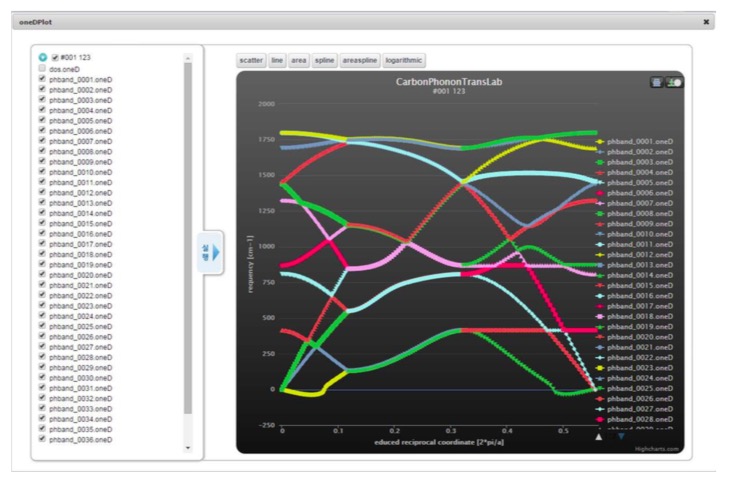 oneDPlot
#001 123
dos.oneD
phband_0001.oneD
phband_0002.oneD
phband_0003.oneD
phband_0004.oneD
phband_0005.oneD
phband_0006.oneD
phband_0007.oneD
phband_0008.oneD
phband_0009.oneD
phband_0010.oneD
phband_0011.oneD
phband_0012.oneD
phband_0013.oneD
phband_0014.oneD
phband_0015.oneD
phband_0016.oneD
phband_0017.oneD
phband_0018.oneD
phband_0019.oneD
phband_0020.oneD
phband_0021.oneD
phband_0022.oneD
phband_0023.oneD
phband_0024.oneD
phband_0025.oneD
phband_0026.oneD
phband_0027.oneD
phband_0028.oneD
phband_0029.oneD
phband_0030.oneD
phband_0031.oneD
phband_0032.oneD
phband_0033.oneD
phband_0034.oneD
phband_0035.oneD
phband_0036.oneD
실행
scatter line area spline areaspline logarithmic
CarbonPhononTransLab
#001 123
requency [cm-1]
2000
1750
1500
1250
1000
750
500
250
0
-250
0 0.1 0.2 0.3 0.4 0.5
educed reciprocal coordinate [2*pi/a]
phband_0001.oneD
phband_0002.oneD
phband_0003.oneD
phband_0004.oneD
phband_0005.oneD
phband_0006.oneD
phband_0007.oneD
phband_0008.oneD
phband_0009.oneD
phband_0010.oneD
phband_0011.oneD
phband_0012.oneD
phband_0013.oneD
phband_0014.oneD
phband_0015.oneD
phband_0016.oneD
phband_0017.oneD
phband_0018.oneD
phband_0019.oneD
phband_0020.oneD
phband_0021.oneD
phband_0022.oneD
phband_0023.oneD
phband_0024.oneD
phband_0025.oneD
phband_0026.oneD
phband_0027.oneD
phband_0028.oneD
Highcharts.com